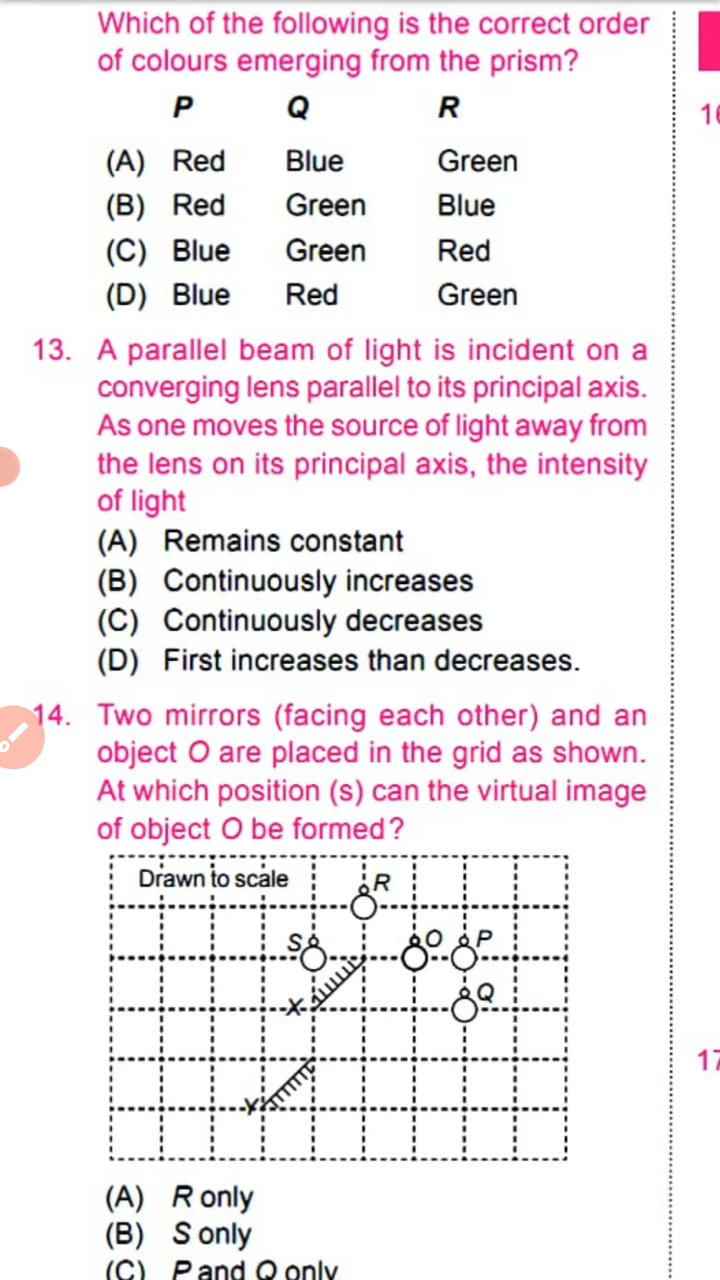 Which of the following is the correct order
of colours emerging from the prism?
P Q R
(A) Red Blue Green
(B) Red Green Blue
(C) Blue Green Red
(D) Blue Red Green
13. A parallel beam of light is incident on a
converging lens parallel to its principal axis.
As one moves the source of light away from
the lens on its principal axis, the intensity
of light
(A) Remains constant
(B) Continuously increases
(C) Continuously decreases
(D) First increases than decreases.
14. Two mirrors (facing each other) and an
object O are placed in the grid as shown.
At which position (s) can the virtual image
of object O be formed?
Drawn to scale
R
S O P
X Q
Y
(A) R only
(B) S only
(C) P and Q only
17